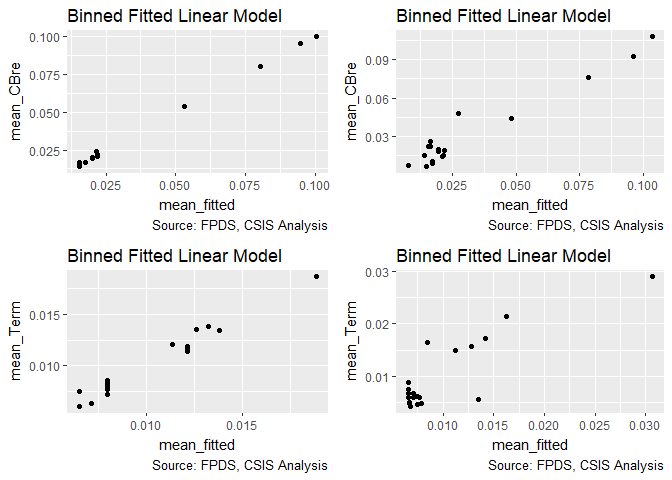 Binned Fitted Linear Model
0.100
0.075
0.050
0.025
mean_CBre
0.025
0.050
0.075
0.100
mean_fitted
Source: FPDS, CSIS Analysis
Binned Fitted Linear Model
0.09
0.06
0.03
mean_CBre
0.025
0.050
0.075
0.100
mean_fitted
Source: FPDS, CSIS Analysis
Binned Fitted Linear Model
0.015
0.010
mean_Term
0.010
0.015
mean_fitted
Source: FPDS, CSIS Analysis
Binned Fitted Linear Model
0.03
0.02
0.01
mean_Term
0.010
0.015
0.020
0.025
0.030
mean_fitted
Source: FPDS, CSIS Analysis